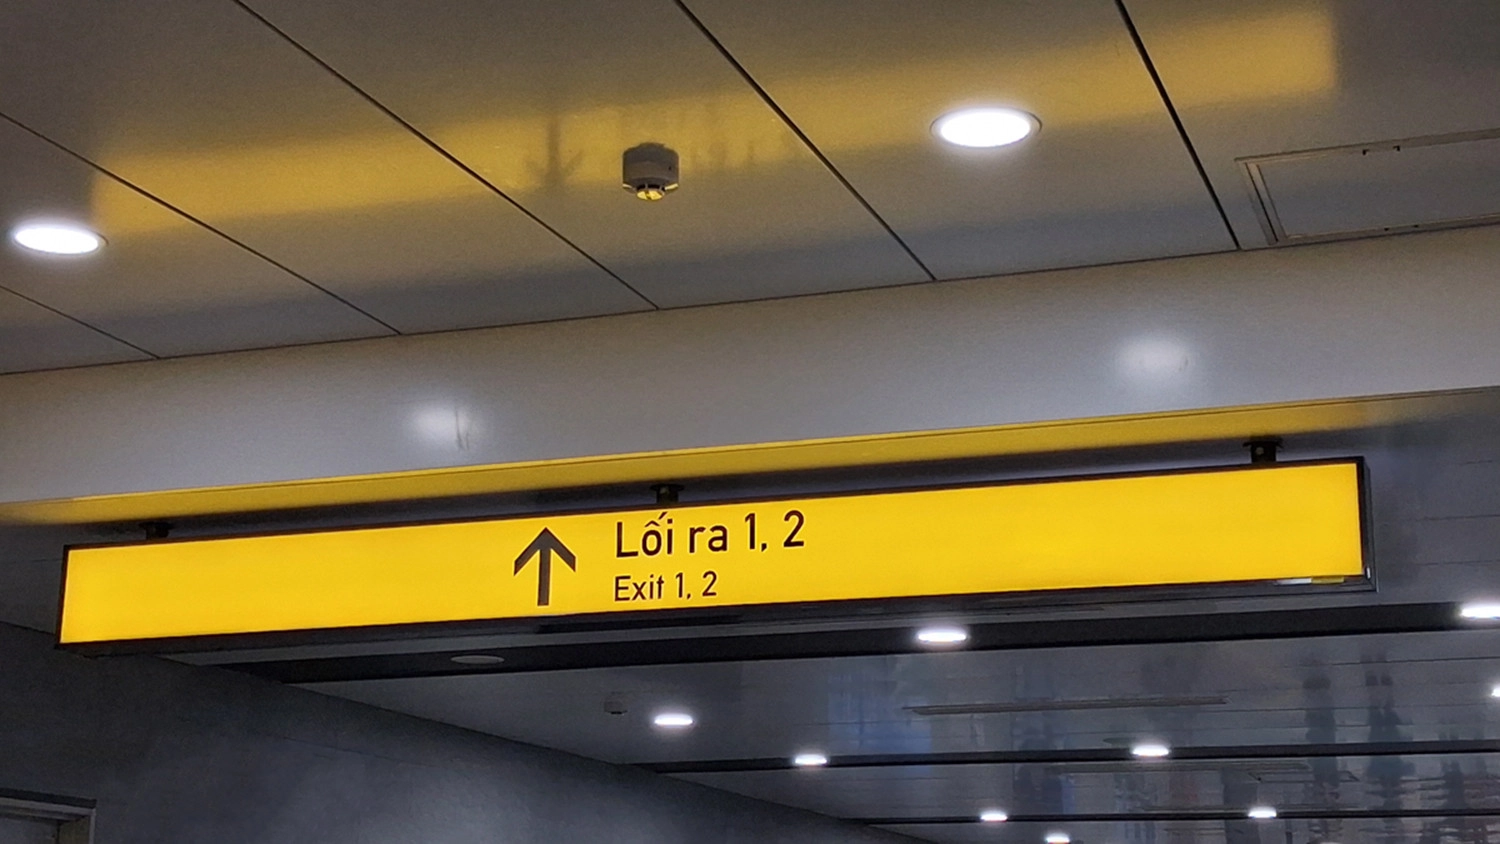 Lối ra 1, 2
Exit 1, 2